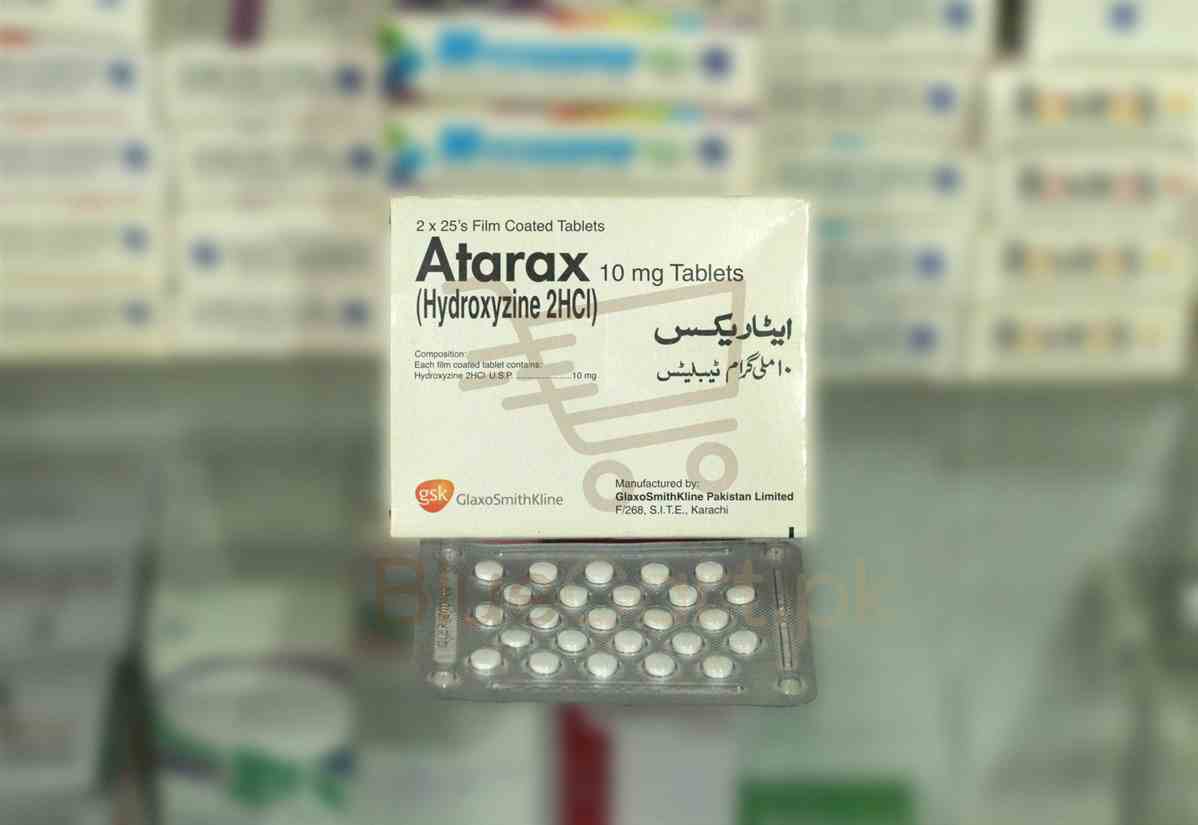 2 x 25's Film Coated Tablets
Atarax 10 mg Tablets
(Hydroxyzine 2HCl)
ایٹاریکس
۱۰ ملی گرام ٹیبلیٹس
Composition:
Each film coated tablet contains:
Hydroxyzine 2HCl U.S.P. ......................10 mg
gsk GlaxoSmithKline
Manufactured by:
GlaxoSmithKline Pakistan Limited
F/268, S.I.T.E., Karachi